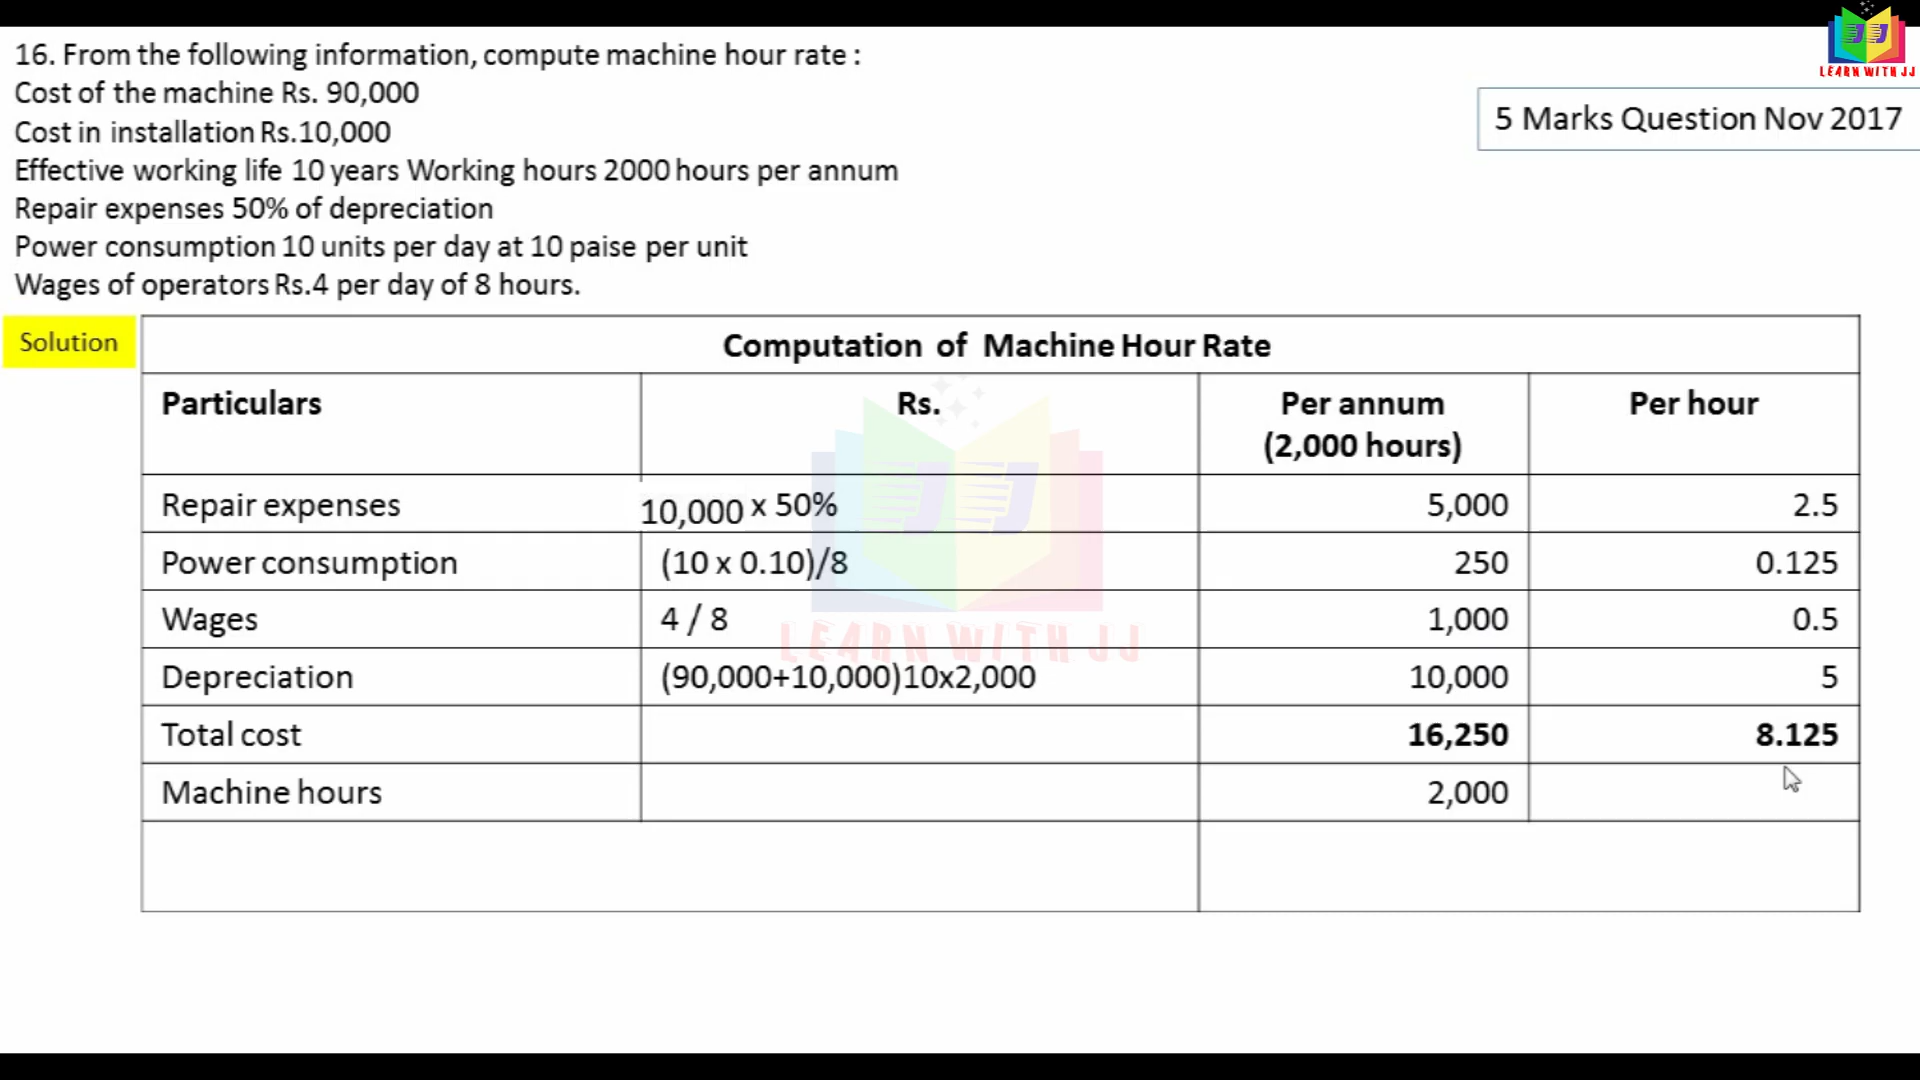 LEARN WITH JJ
16. From the following information, compute machine hour rate :
Cost of the machine Rs. 90,000
Cost in installation Rs.10,000
5 Marks Question Nov 2017
Effective working life 10 years Working hours 2000 hours per annum
Repair expenses 50% of depreciation
Power consumption 10 units per day at 10 paise per unit
Wages of operators Rs.4 per day of 8 hours.
Solution
Computation of Machine Hour Rate
Particulars Rs. Per annum (2,000 hours) Per hour
Repair expenses 10,000 x 50% 5,000 2.5
Power consumption (10 x 0.10)/8 250 0.125
Wages 4 / 8 1,000 0.5
LEARN WITH JJ
Depreciation (90,000+10,000)10x2,000 10,000 5
Total cost 16,250 8.125
Machine hours 2,000